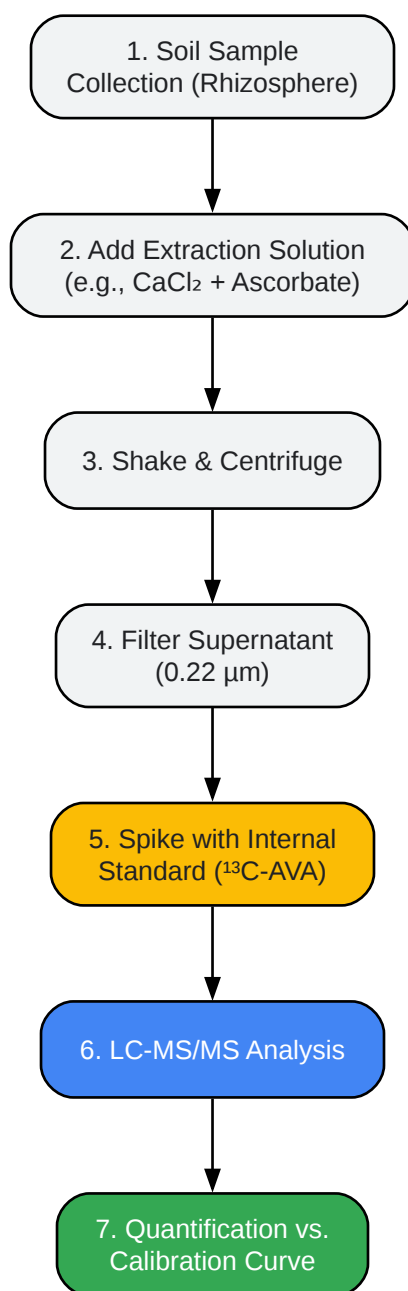 1. Soil Sample
Collection (Rhizosphere)
2. Add Extraction Solution
(e.g., CaCl₂ + Ascorbate)
3. Shake & Centrifuge
4. Filter Supernatant
(0.22 µm)
5. Spike with Internal
Standard (¹³C-AVA)
6. LC-MS/MS Analysis
7. Quantification vs.
Calibration Curve